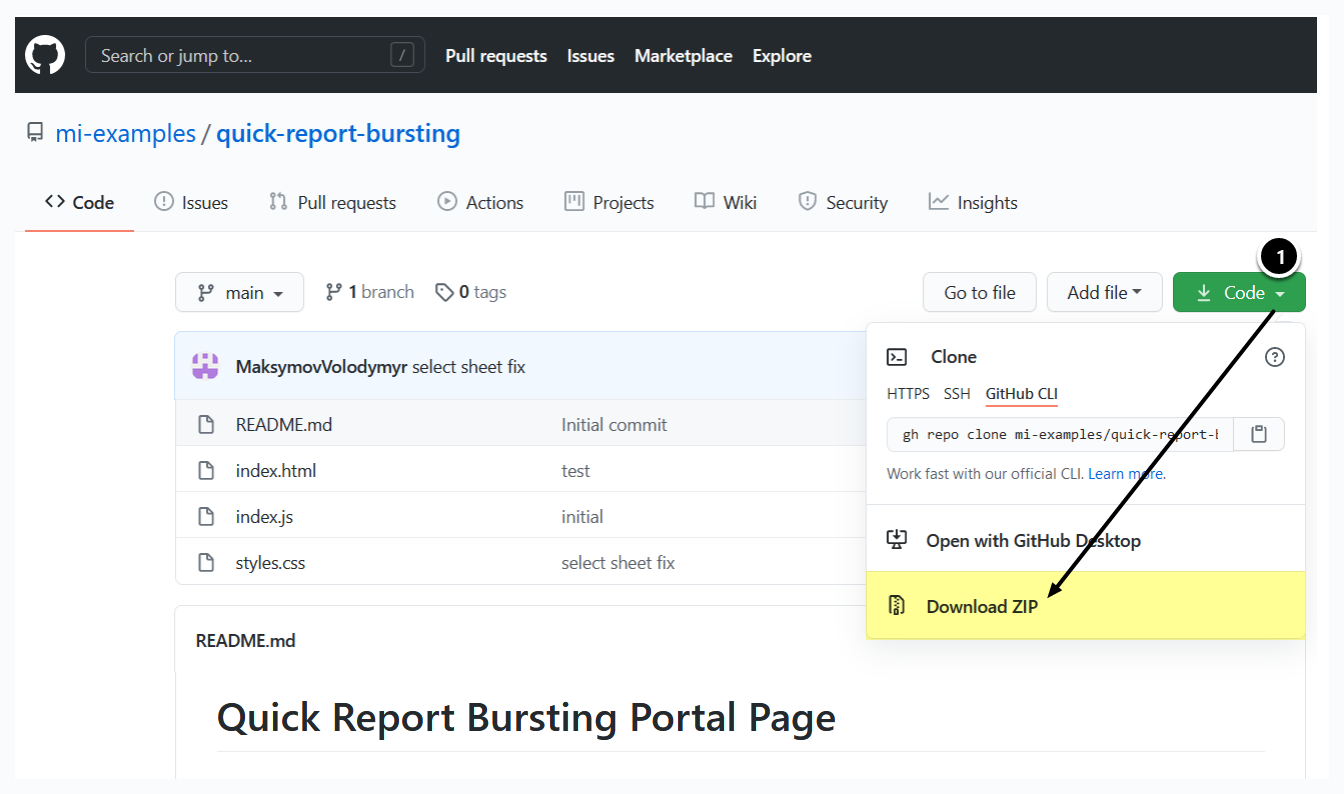 Search or jump to... /
Pull requests Issues Marketplace Explore
mi-examples / quick-report-bursting
Code Issues Pull requests Actions Projects Wiki Security Insights
1
main 1 branch 0 tags Go to file Add file Code
MaksymovVolodymyr select sheet fix
README.md Initial commit
index.html test
index.js initial
styles.css select sheet fix
Clone
HTTPS SSH GitHub CLI
gh repo clone mi-examples/quick-report-b
Work fast with our official CLI. Learn more.
Open with GitHub Desktop
Download ZIP
README.md
Quick Report Bursting Portal Page